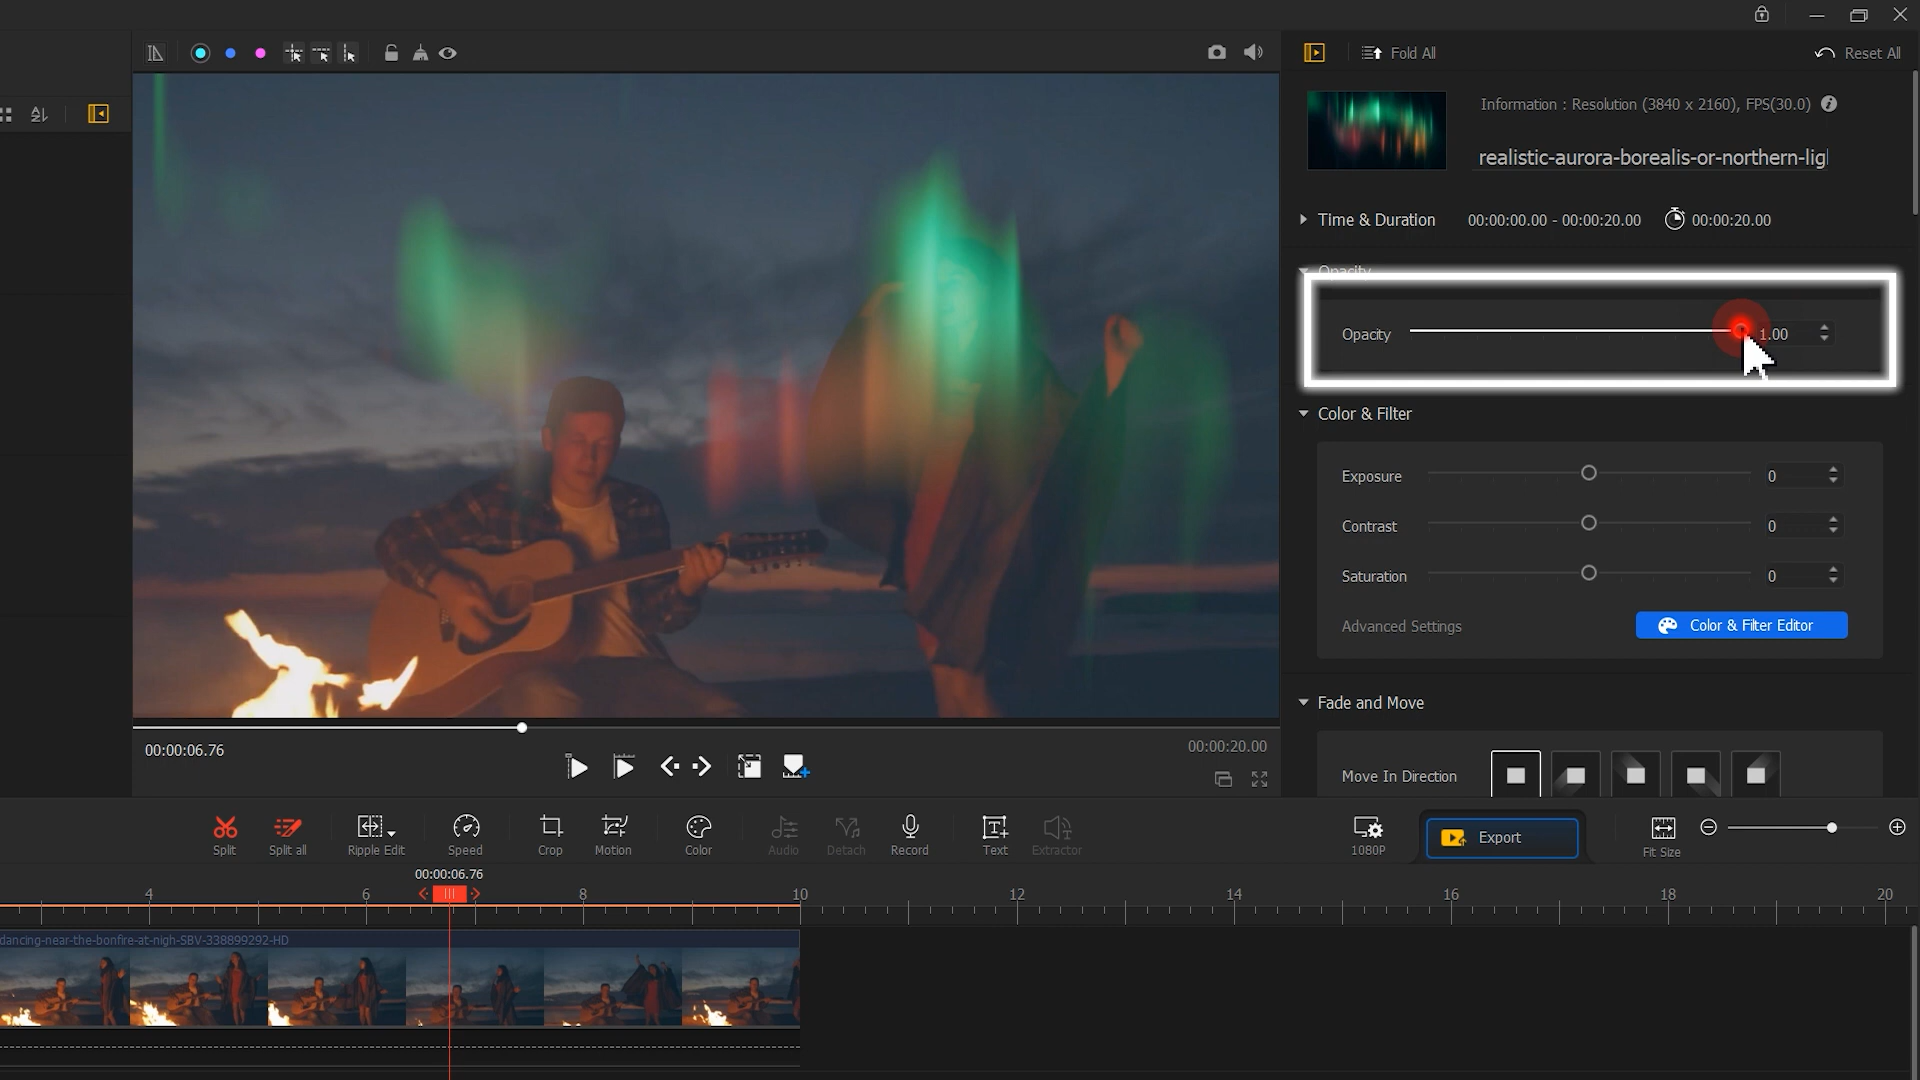 Fold All
Reset All
Information : Resolution (3840 x 2160), FPS(30.0)
realistic-aurora-borealis-or-northern-lig
Time & Duration 00:00:00.00 - 00:00:20.00 00:00:20.00
Opacity
Opacity 1.00
Color & Filter
Exposure 0
Contrast 0
Saturation 0
Advanced Settings Color & Filter Editor
Fade and Move
Move In Direction
00:00:06.76
00:00:20.00
Split
Split all
Ripple Edit
Speed
Crop
Motion
Color
Audio
Detach
Record
Text
Extractor
1080P
Export
Fit Size
00:00:06.76
4 6 8 10 12 14 16 18 20
dancing-near-the-bonfire-at-nigh-SBV-338899292-HD